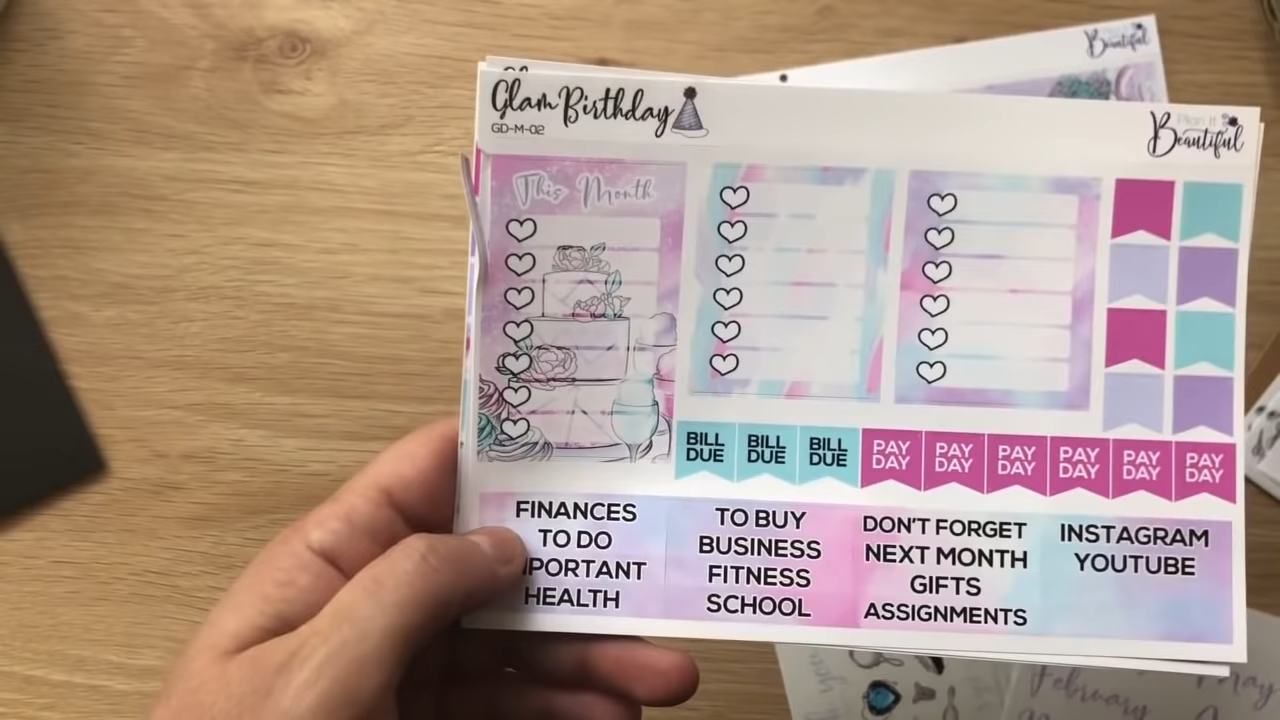 Beautiful
Glam Birthday
GD-M-02
Plan It
Beautiful
This Month
BILL DUE
BILL DUE
BILL DUE
PAY DAY
PAY DAY
PAY DAY
PAY DAY
PAY DAY
PAY DAY
FINANCES
TO DO
MPORTANT
HEALTH
TO BUY
BUSINESS
FITNESS
SCHOOL
DON'T FORGET
NEXT MONTH
GIFTS
ASSIGNMENTS
INSTAGRAM
YOUTUBE
you
February
May